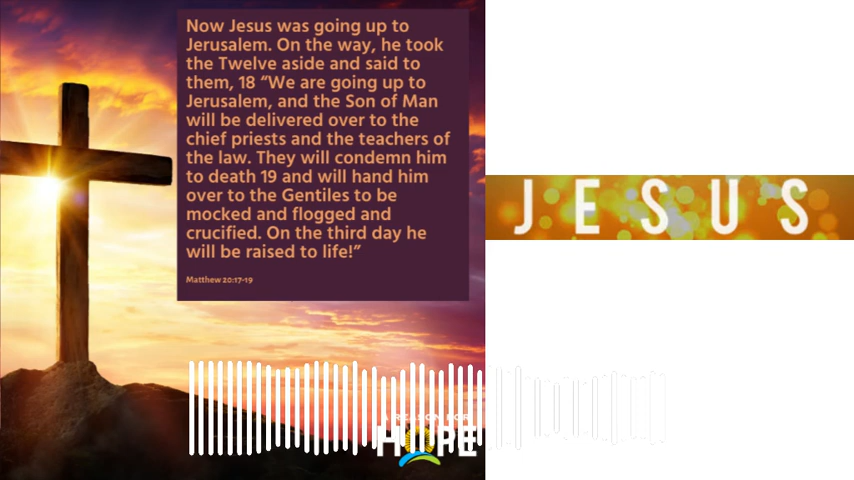 Now Jesus was going up to
Jerusalem. On the way, he took
the Twelve aside and said to
them, 18 “We are going up to
Jerusalem, and the Son of Man
will be delivered over to the
chief priests and the teachers of
the law. They will condemn him
to death 19 and will hand him
over to the Gentiles to be
mocked and flogged and
crucified. On the third day he
will be raised to life!”
Matthew 20:17-19
JESUS
A REASON FOR
HOPE